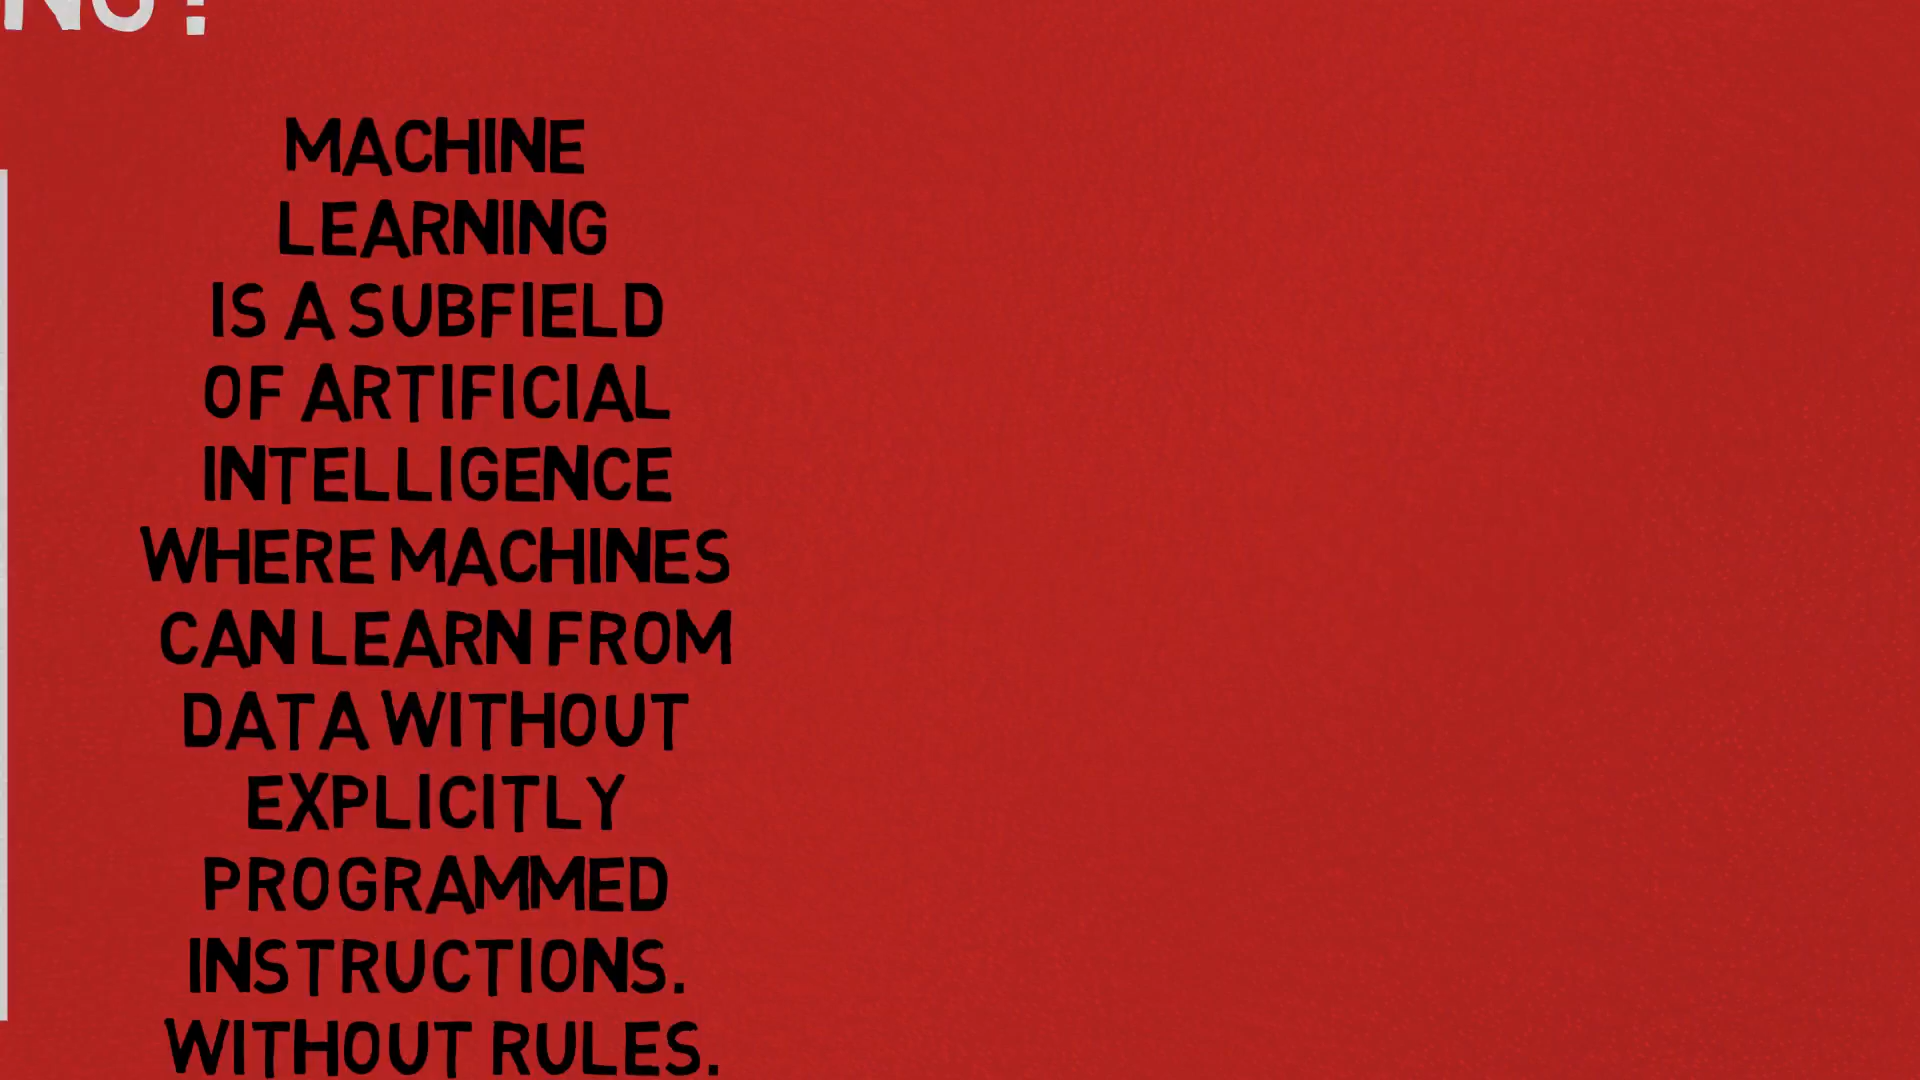 MACHINE
LEARNING
IS A SUBFIELD
OF ARTIFICIAL
INTELLIGENCE
WHERE MACHINES
CAN LEARN FROM
DATA WITHOUT
EXPLICITLY
PROGRAMMED
INSTRUCTIONS.
WITHOUT RULES.